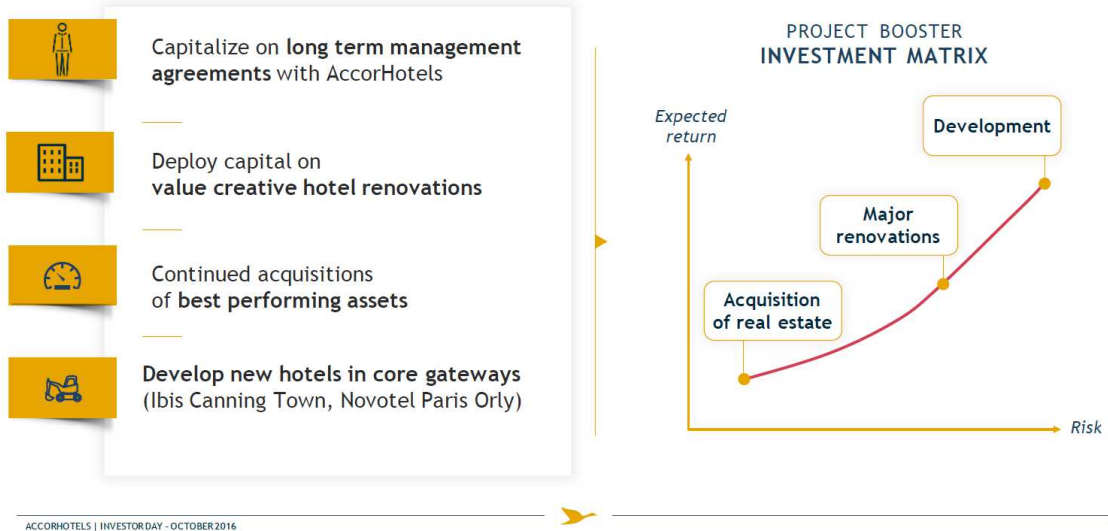 Capitalize on long term management
agreements with AccorHotels
Deploy capital on
value creative hotel renovations
Continued acquisitions
of best performing assets
Develop new hotels in core gateways
(Ibis Canning Town, Novotel Paris Orly)
PROJECT BOOSTER
INVESTMENT MATRIX
Expected
return
Development
Major
renovations
Acquisition
of real estate
Risk
ACCORHOTELS | INVESTOR DAY - OCTOBER 2016